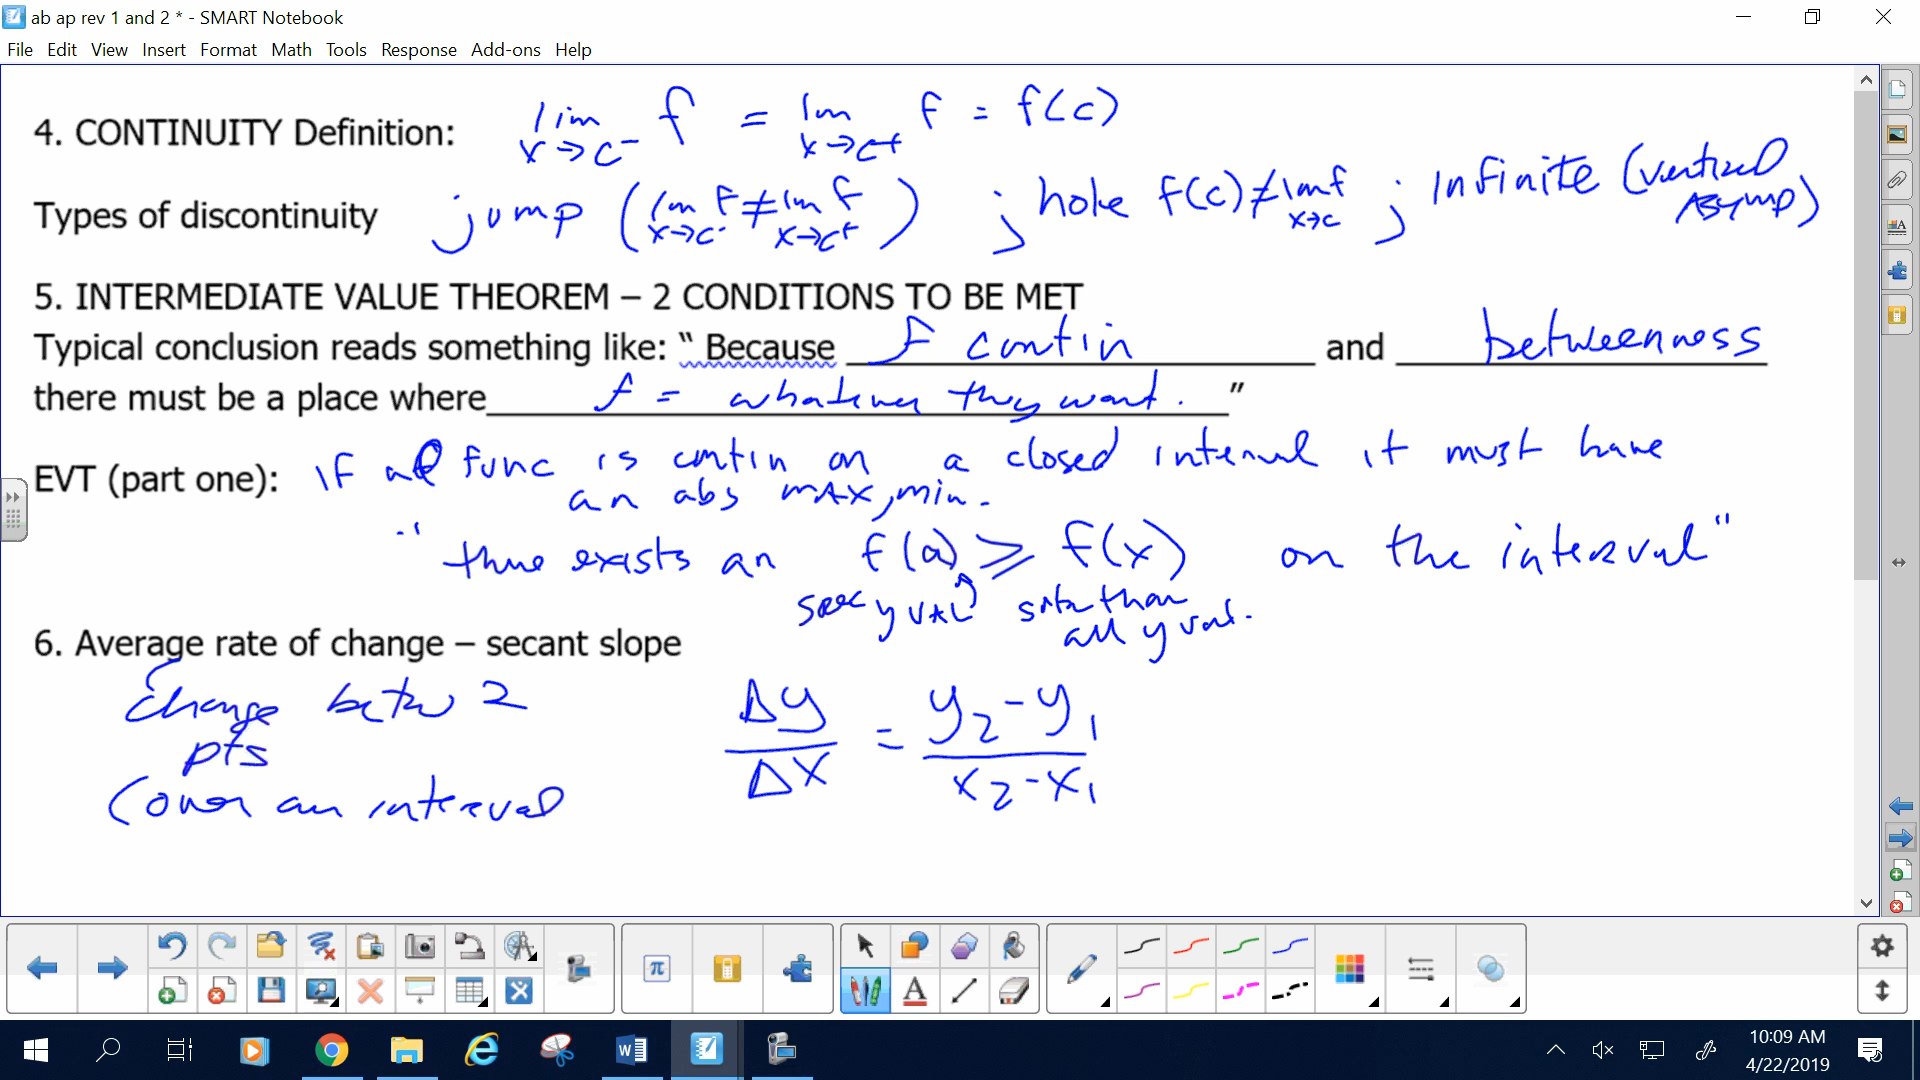 ab ap rev 1 and 2 * - SMART Notebook
File Edit View Insert Format Math Tools Response Add-ons Help
4. CONTINUITY Definition: lim x→c⁻ f = lim x→c⁺ f = f(c)
Types of discontinuity jump (lim x→c⁻ f ≠ lim x→c⁺ f) ; hole f(c) ≠ lim x→c f ; infinite (vertical
Asymp)
5. INTERMEDIATE VALUE THEOREM – 2 CONDITIONS TO BE MET
Typical conclusion reads something like: “ Because f contin and betweenness
there must be a place where f = whatever they want. ”
EVT (part one): if a func is contin on a closed interval it must have
an abs max, min.
"there exists an f(a) ≥ f(x) on the interval"
y val than
all y val.
6. Average rate of change – secant slope
change betw 2
pts
(over an interval
Δy/Δx = y₂-y₁/x₂-x₁
10:09 AM
4/22/2019